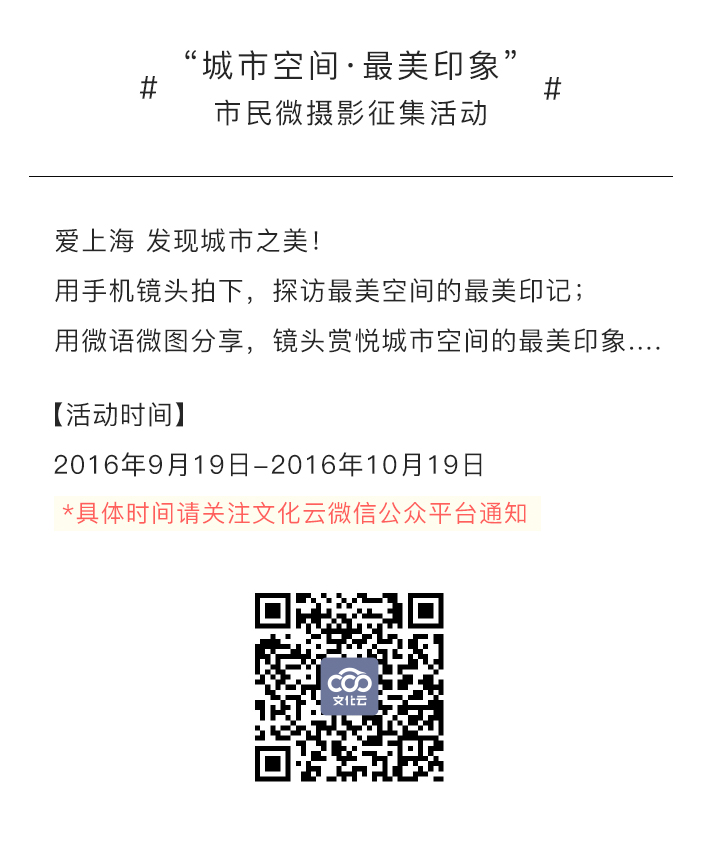 # “城市空间·最美印象” #
市民微摄影征集活动
爱上海 发现城市之美！
用手机镜头拍下，探访最美空间的最美印记；
用微语微图分享，镜头赏悦城市空间的最美印象....
【活动时间】
2016年9月19日-2016年10月19日
*具体时间请关注文化云微信公众平台通知
文化云